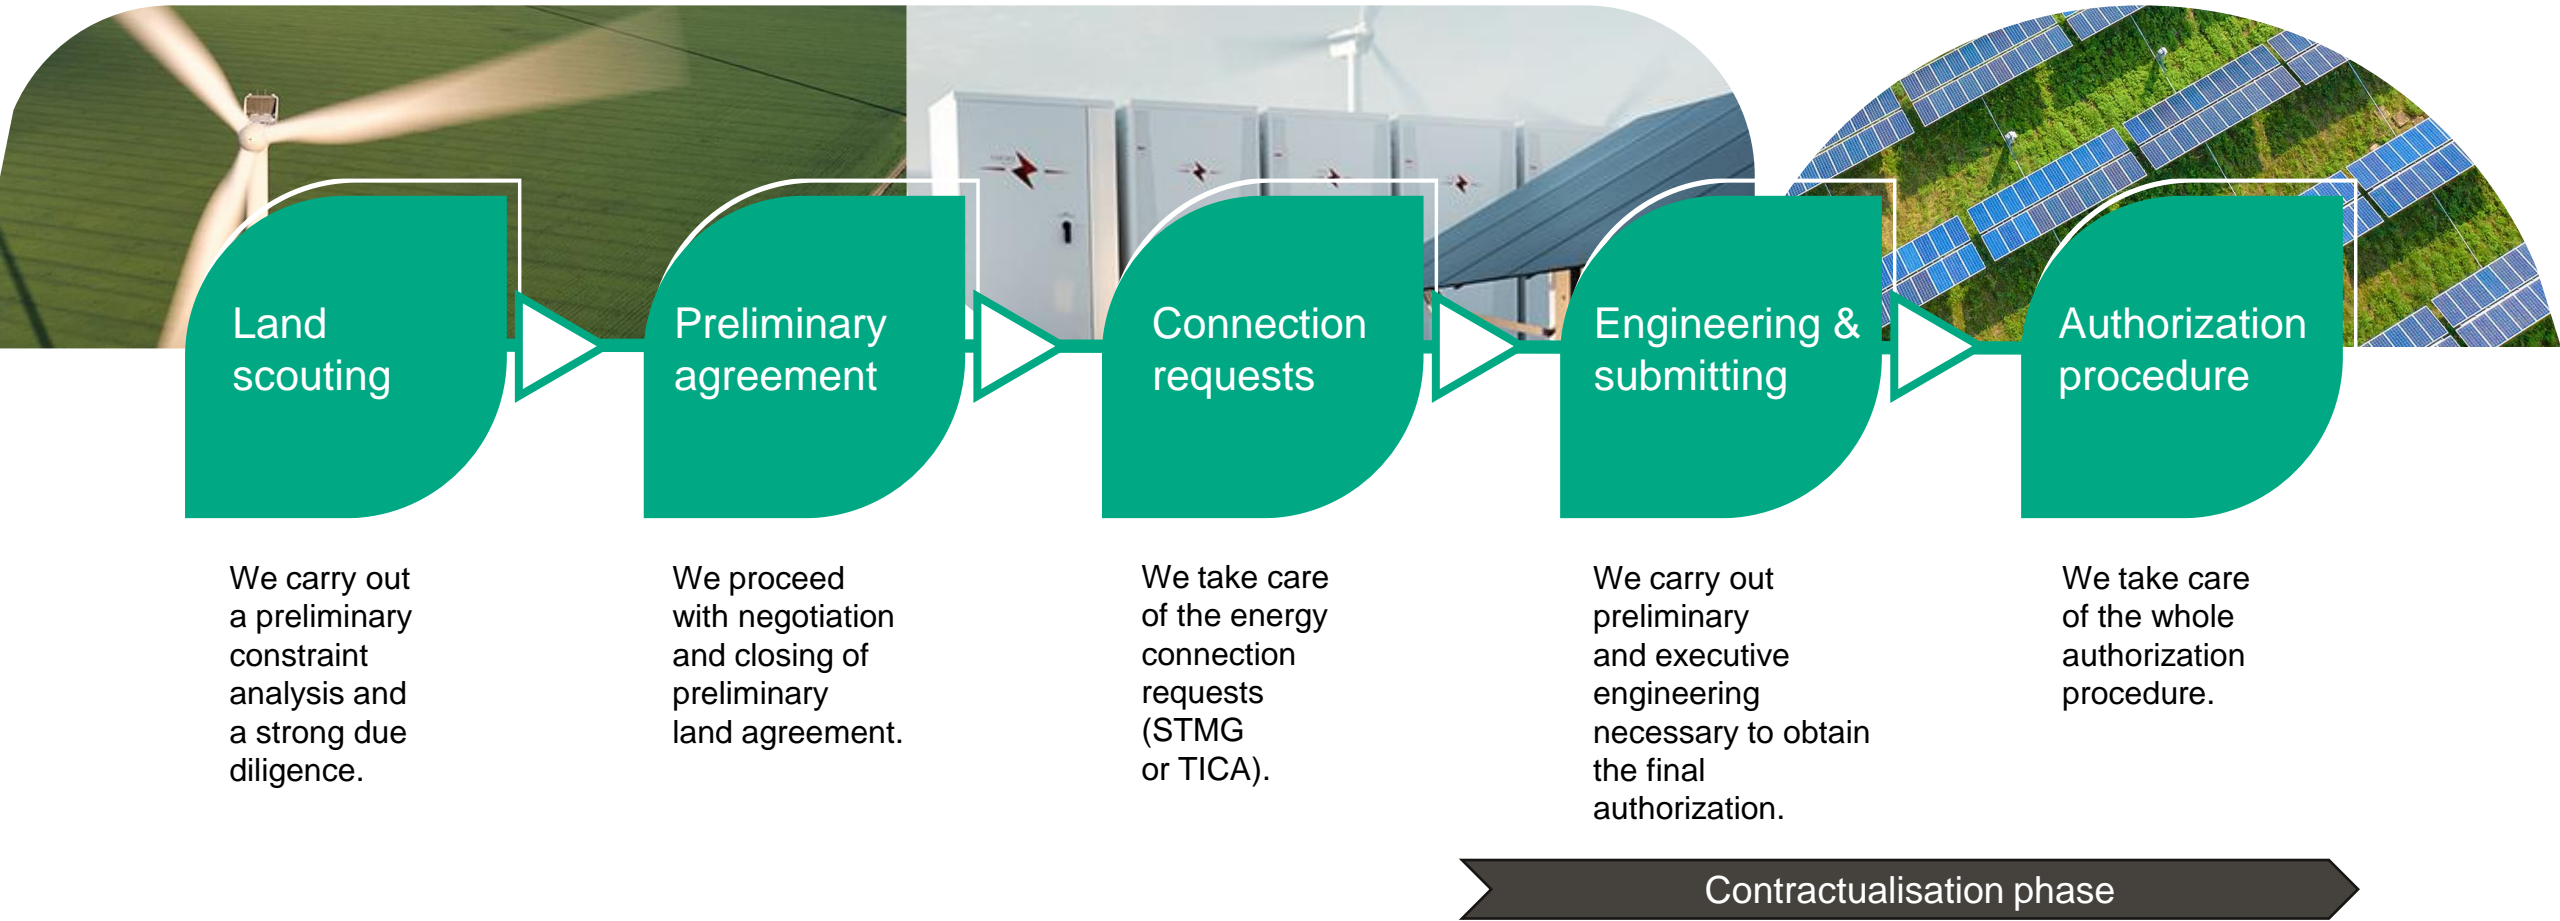 Land
scouting
Preliminary
agreement
Connection
requests
Engineering &
submitting
Authorization
procedure
We carry out
a preliminary
constraint
analysis and
a strong due
diligence.
We proceed
with negotiation
and closing of
preliminary
land agreement.
We take care
of the energy
connection
requests
(STMG
or TICA).
We carry out
preliminary
and executive
engineering
necessary to obtain
the final
authorization.
We take care
of the whole
authorization
procedure.
Contractualisation phase